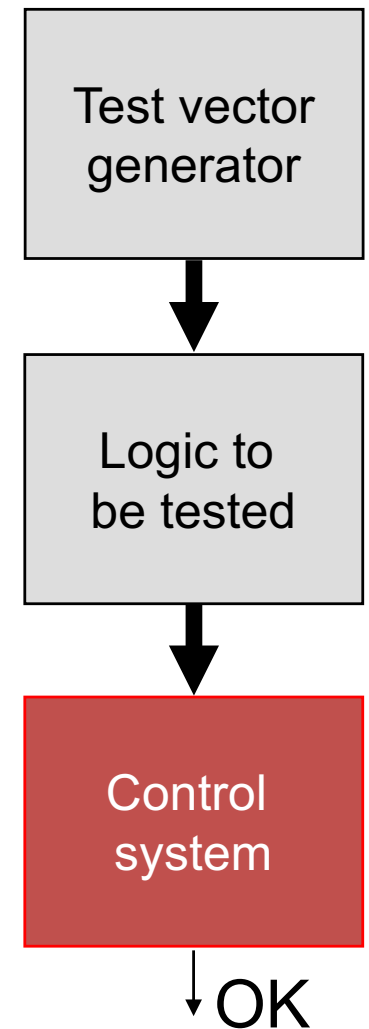 Test vector
generator
Logic to
be tested
Control
system
OK